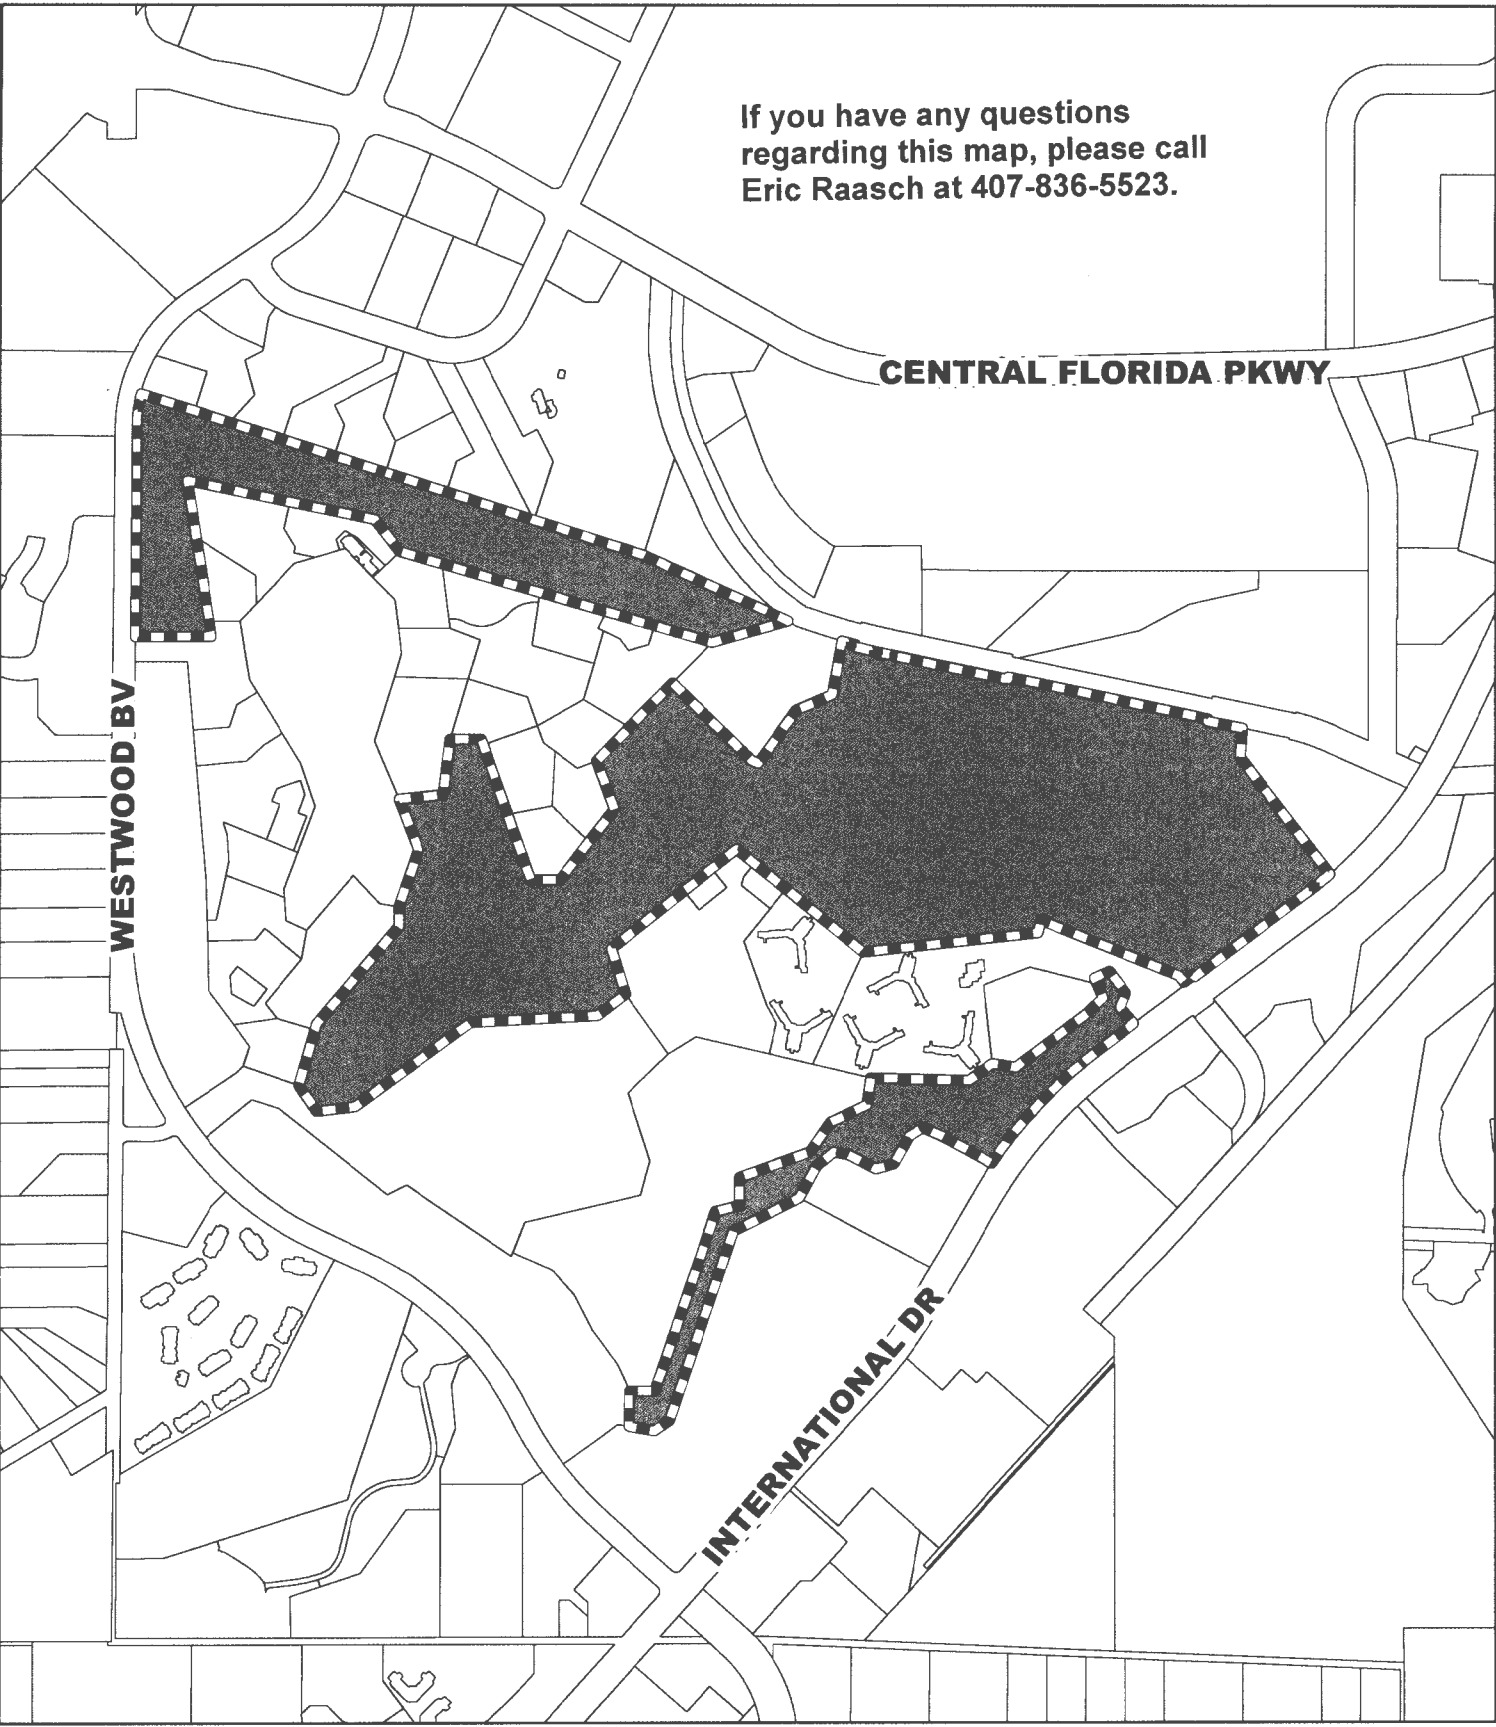 If you have any questions
regarding this map, please call
Eric Raasch at 407-836-5523.
CENTRAL FLORIDA PKWY
WESTWOOD BV
INTERNATIONAL DR